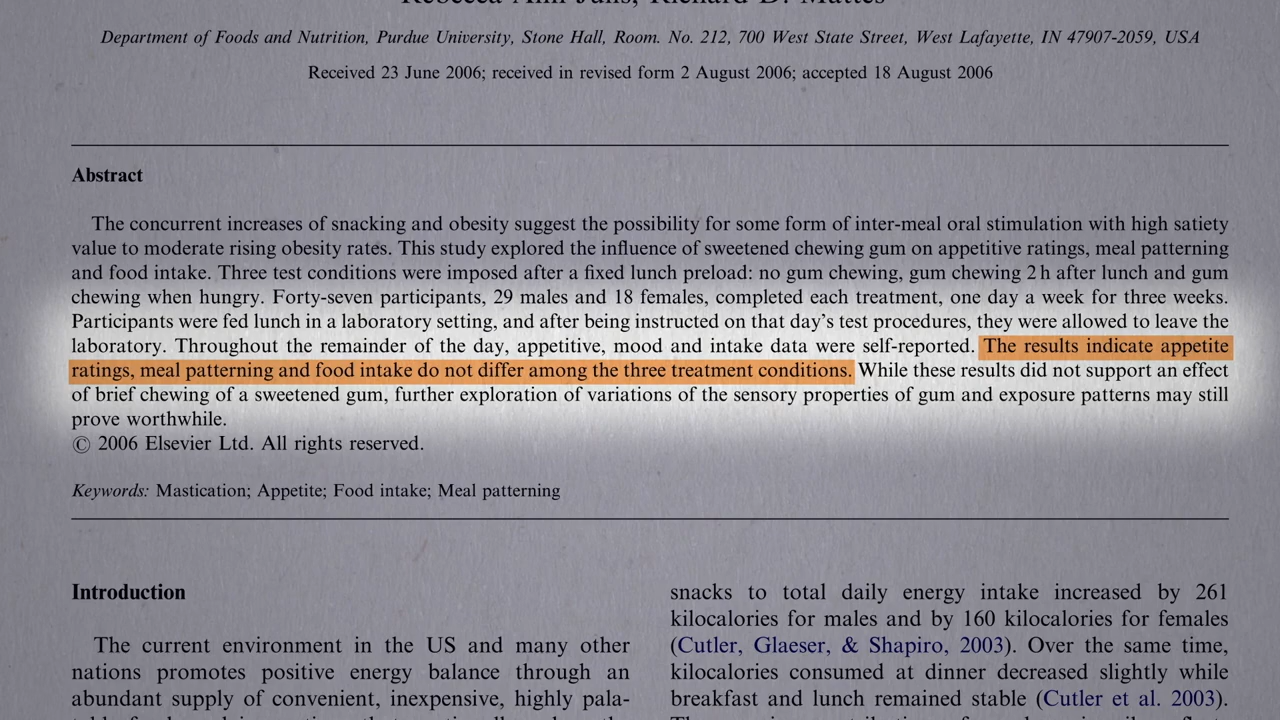 Rebecca Ann Julis, Richard D. Mattes
Department of Foods and Nutrition, Purdue University, Stone Hall, Room. No. 212, 700 West State Street, West Lafayette, IN 47907-2059, USA
Received 23 June 2006; received in revised form 2 August 2006; accepted 18 August 2006
Abstract
The concurrent increases of snacking and obesity suggest the possibility for some form of inter-meal oral stimulation with high satiety
value to moderate rising obesity rates. This study explored the influence of sweetened chewing gum on appetitive ratings, meal patterning
and food intake. Three test conditions were imposed after a fixed lunch preload: no gum chewing, gum chewing 2 h after lunch and gum
chewing when hungry. Forty-seven participants, 29 males and 18 females, completed each treatment, one day a week for three weeks.
Participants were fed lunch in a laboratory setting, and after being instructed on that day's test procedures, they were allowed to leave the
laboratory. Throughout the remainder of the day, appetitive, mood and intake data were self-reported. The results indicate appetite
ratings, meal patterning and food intake do not differ among the three treatment conditions. While these results did not support an effect
of brief chewing of a sweetened gum, further exploration of variations of the sensory properties of gum and exposure patterns may still
prove worthwhile.
© 2006 Elsevier Ltd. All rights reserved.
Keywords: Mastication; Appetite; Food intake; Meal patterning
Introduction
The current environment in the US and many other
nations promotes positive energy balance through an
abundant supply of convenient, inexpensive, highly pala-
snacks to total daily energy intake increased by 261
kilocalories for males and by 160 kilocalories for females
(Cutler, Glaeser, & Shapiro, 2003). Over the same time,
kilocalories consumed at dinner decreased slightly while
breakfast and lunch remained stable (Cutler et al. 2003).